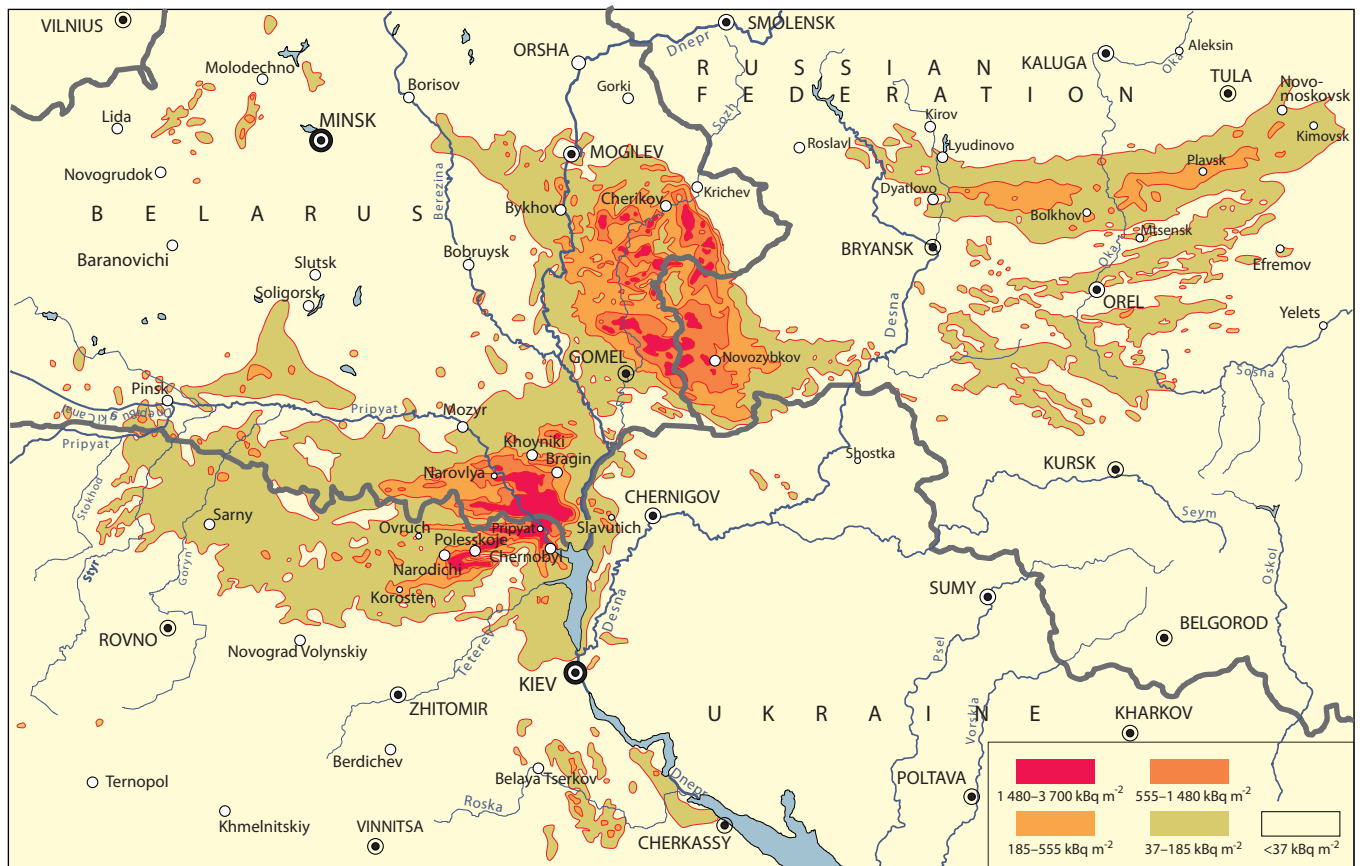 VILNIUS
SMOLENSK
Dnepr
ORSHA
KALUGA
Aleksin
Oka
R U S S I A N
F E D E R A T I O N
TULA
Novo-
moskovsk
Molodechno
Borisov
Gorki
Sozh
Kirov
Kimovsk
Lida
MINSK
MOGILEV
Roslavl
Lyudinovo
Plavsk
Novogrudok
Berezina
Krichev
Dyatlovo
B E L A R U S
Bykhov
Cherikov
Bolkhov
Mtsensk
Baranovichi
Bobruysk
BRYANSK
Oka
Efremov
Slutsk
Soligorsk
OREL
Desna
Yelets
GOMEL
Novozybkov
Sosna
Pinsk
Pripyat
Mozyr
Pripyat
Khoyniki
Bragin
Shostka
KURSK
Narovlya
Stokhod
CHERNIGOV
Seym
Sarny
Ovruch
Pripyat
Slavutich
Polesskoje
Chernobyl
Styr
Goryn
Narodichi
Oskol
Korosten
Desna
SUMY
ROVNO
BELGOROD
Novograd Volynskiy
Teterev
Psel
KIEV
ZHITOMIR
U K R A I N E
Vorskla
KHARKOV
Berdichev
Ternopol
Belaya Tserkov
Dnepr
POLTAVA
Roska
Khmelnitskiy
VINNITSA
CHERKASSY
1 480–3 700 kBq m-2
555–1 480 kBq m-2
185–555 kBq m-2
37–185 kBq m-2
<37 kBq m-2